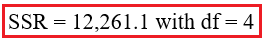 SSR = 12,261.1 with df = 4